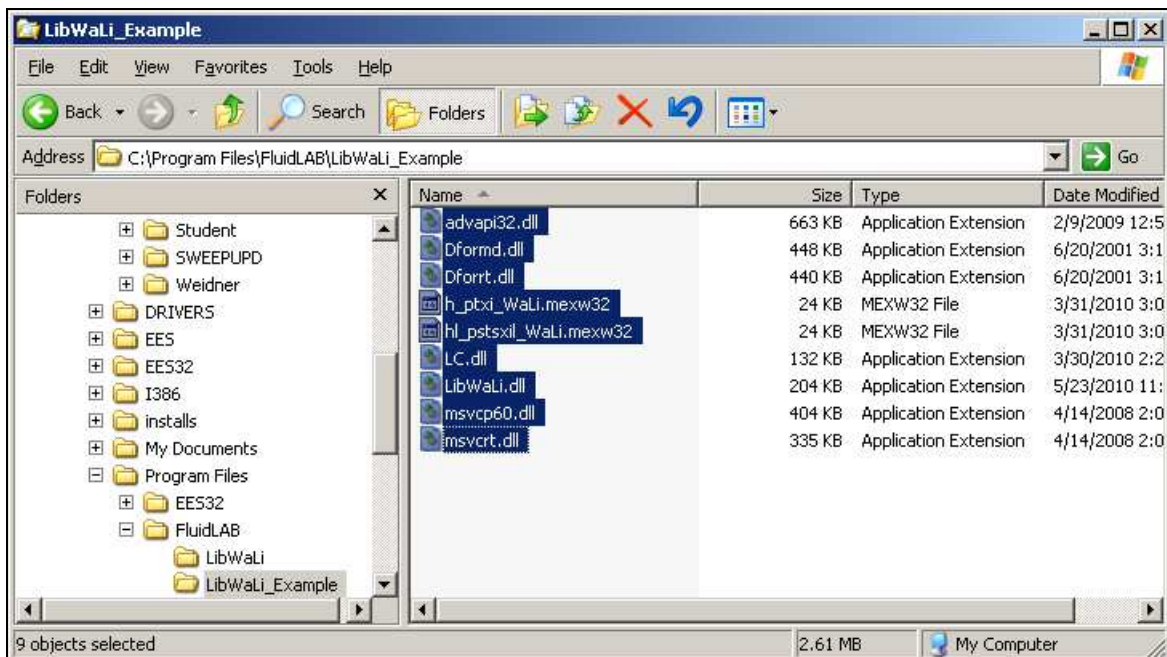 LibWaLi_Example
File Edit View Favorites Tools Help
Back Search Folders
Address C:\Program Files\FluidLAB\LibWaLi_Example Go
Folders Name Size Type Date Modified
Student
SWEEPUPD
Weidner
DRIVERS
EES
EES32
I386
installs
My Documents
Program Files
EES32
FluidLAB
LibWaLi
LibWaLi_Example
advapi32.dll 663 KB Application Extension 2/9/2009 12:5
Dformd.dll 448 KB Application Extension 6/20/2001 3:1
Dforrt.dll 440 KB Application Extension 6/20/2001 3:1
h_ptxi_WaLi.mexw32 24 KB MEXW32 File 3/31/2010 3:0
hl_pstsxil_WaLi.mexw32 24 KB MEXW32 File 3/31/2010 3:0
LC.dll 132 KB Application Extension 3/30/2010 2:2
LibWaLi.dll 204 KB Application Extension 5/23/2010 11:
msvcp60.dll 404 KB Application Extension 4/14/2008 2:0
msvcrt.dll 335 KB Application Extension 4/14/2008 2:0
9 objects selected 2.61 MB My Computer